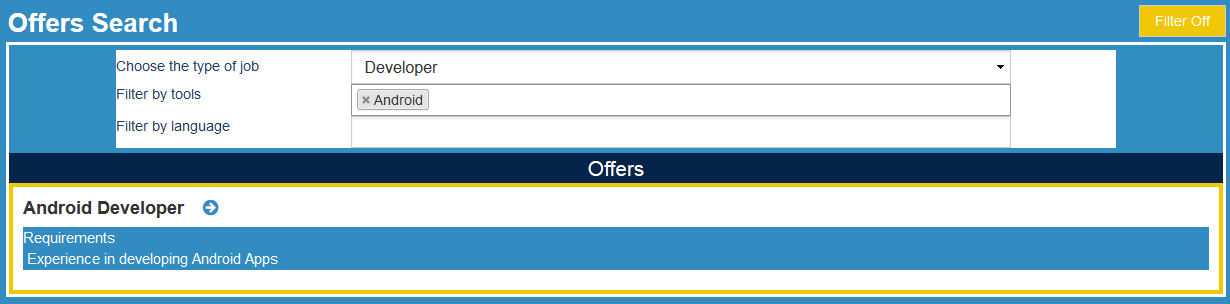 Offers Search
Filter Off
Choose the type of job
Developer
Filter by tools
× Android
Filter by language
Offers
Android Developer
Requirements
Experience in developing Android Apps